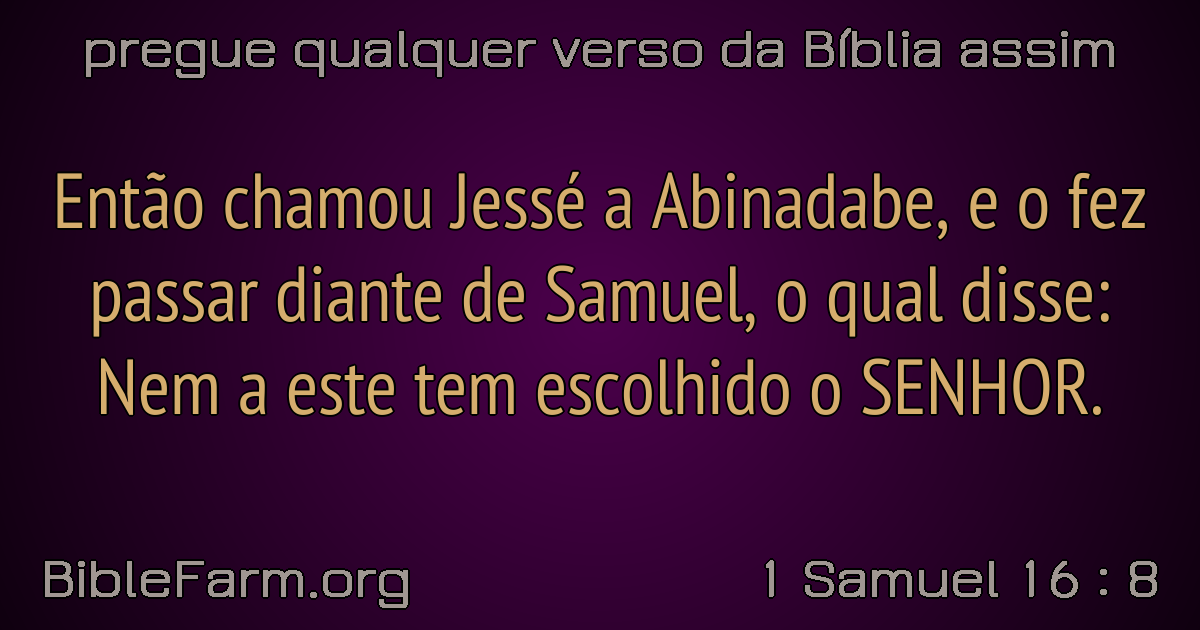 pregue qualquer verso da Bíblia assim
Então chamou Jessé a Abinadabe, e o fez
passar diante de Samuel, o qual disse:
Nem a este tem escolhido o SENHOR.
BibleFarm.org
1 Samuel 16 : 8